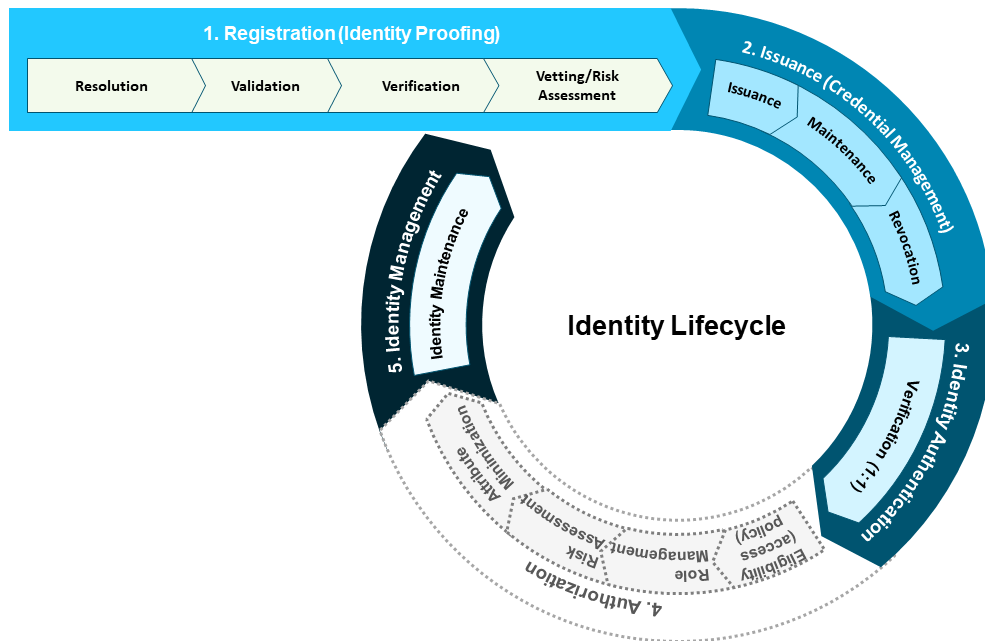 1. Registration (Identity Proofing)
Resolution
Validation
Verification
Vetting/Risk
Assessment
2. Issuance (Credential Management)
Issuance
Maintenance
Revocation
3. Identity Authentication
Verification (1:1)
4. Authorization
Eligibility
(access
policy)
Role
Management
Risk
Assessment
Attribute
Minimization
5. Identity Management
Identity Maintenance
Identity Lifecycle